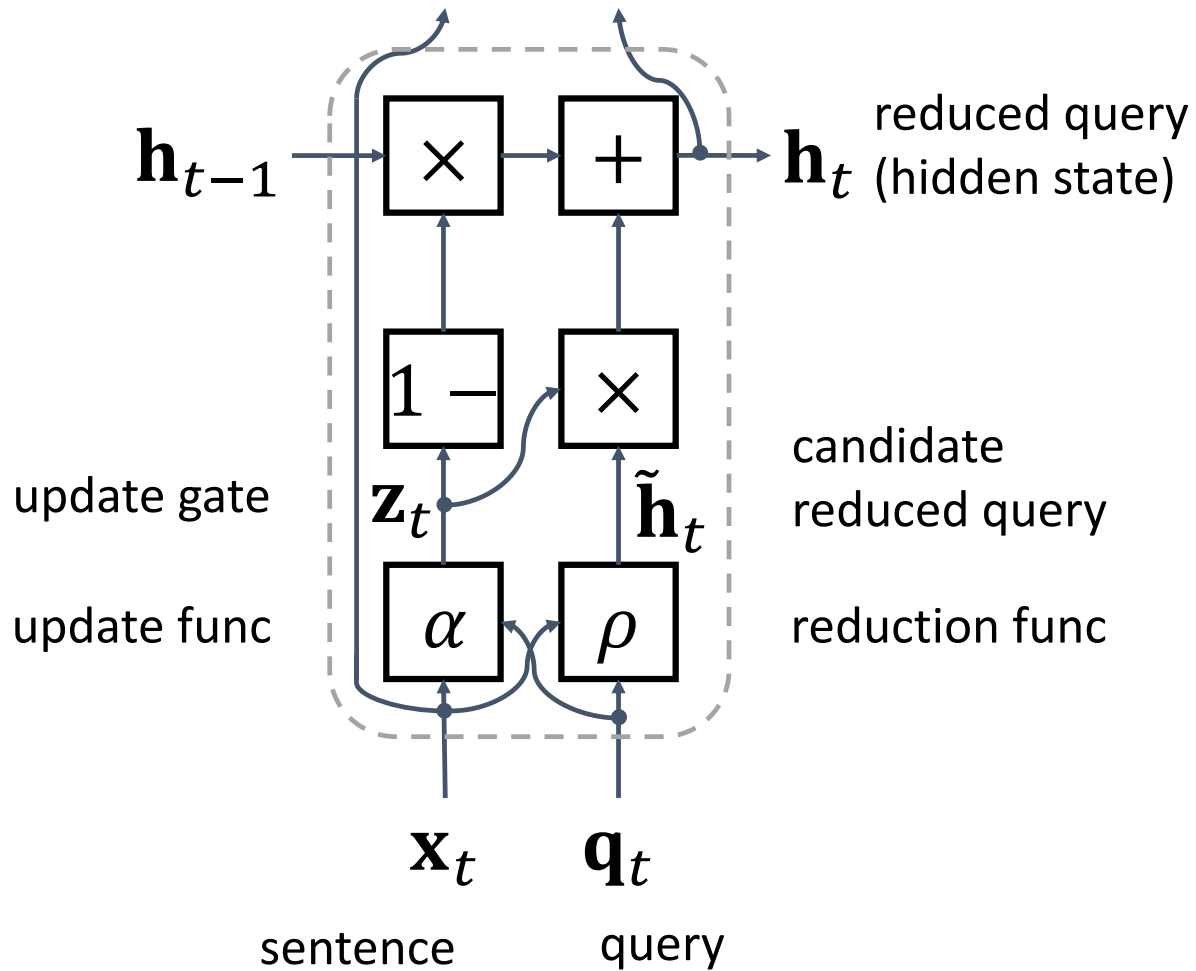 × +
h_{t-1}
h_t
reduced query
(hidden state)
1 − ×
update gate
z_t
h̃_t
candidate
reduced query
update func
α ρ
reduction func
x_t q_t
sentence query